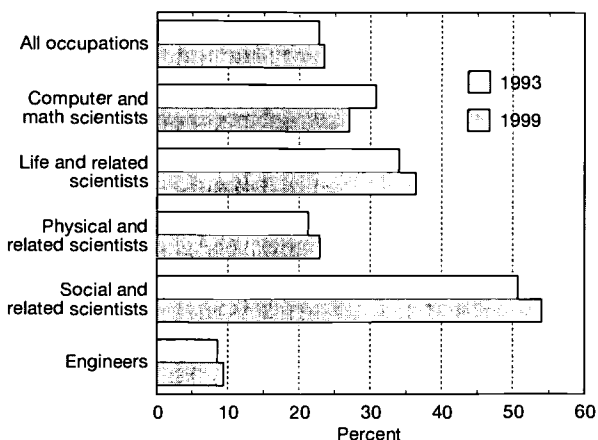 All occupations
Computer and
math scientists
Life and related
scientists
Physical and
related scientists
Social and
related scientists
Engineers
1993
1999
0 10 20 30 40 50 60
Percent